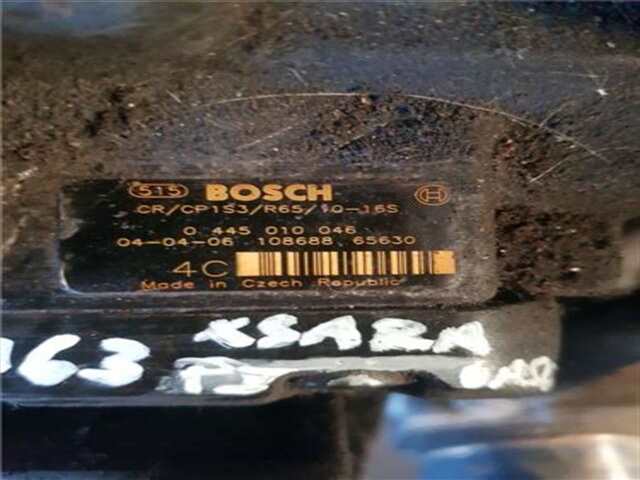 515 BOSCH
CR/CP1S3/R65/10-16S
0 445 010 046
04-04-06 108688 65630
4C
Made in Czech Republic
XSARA
063